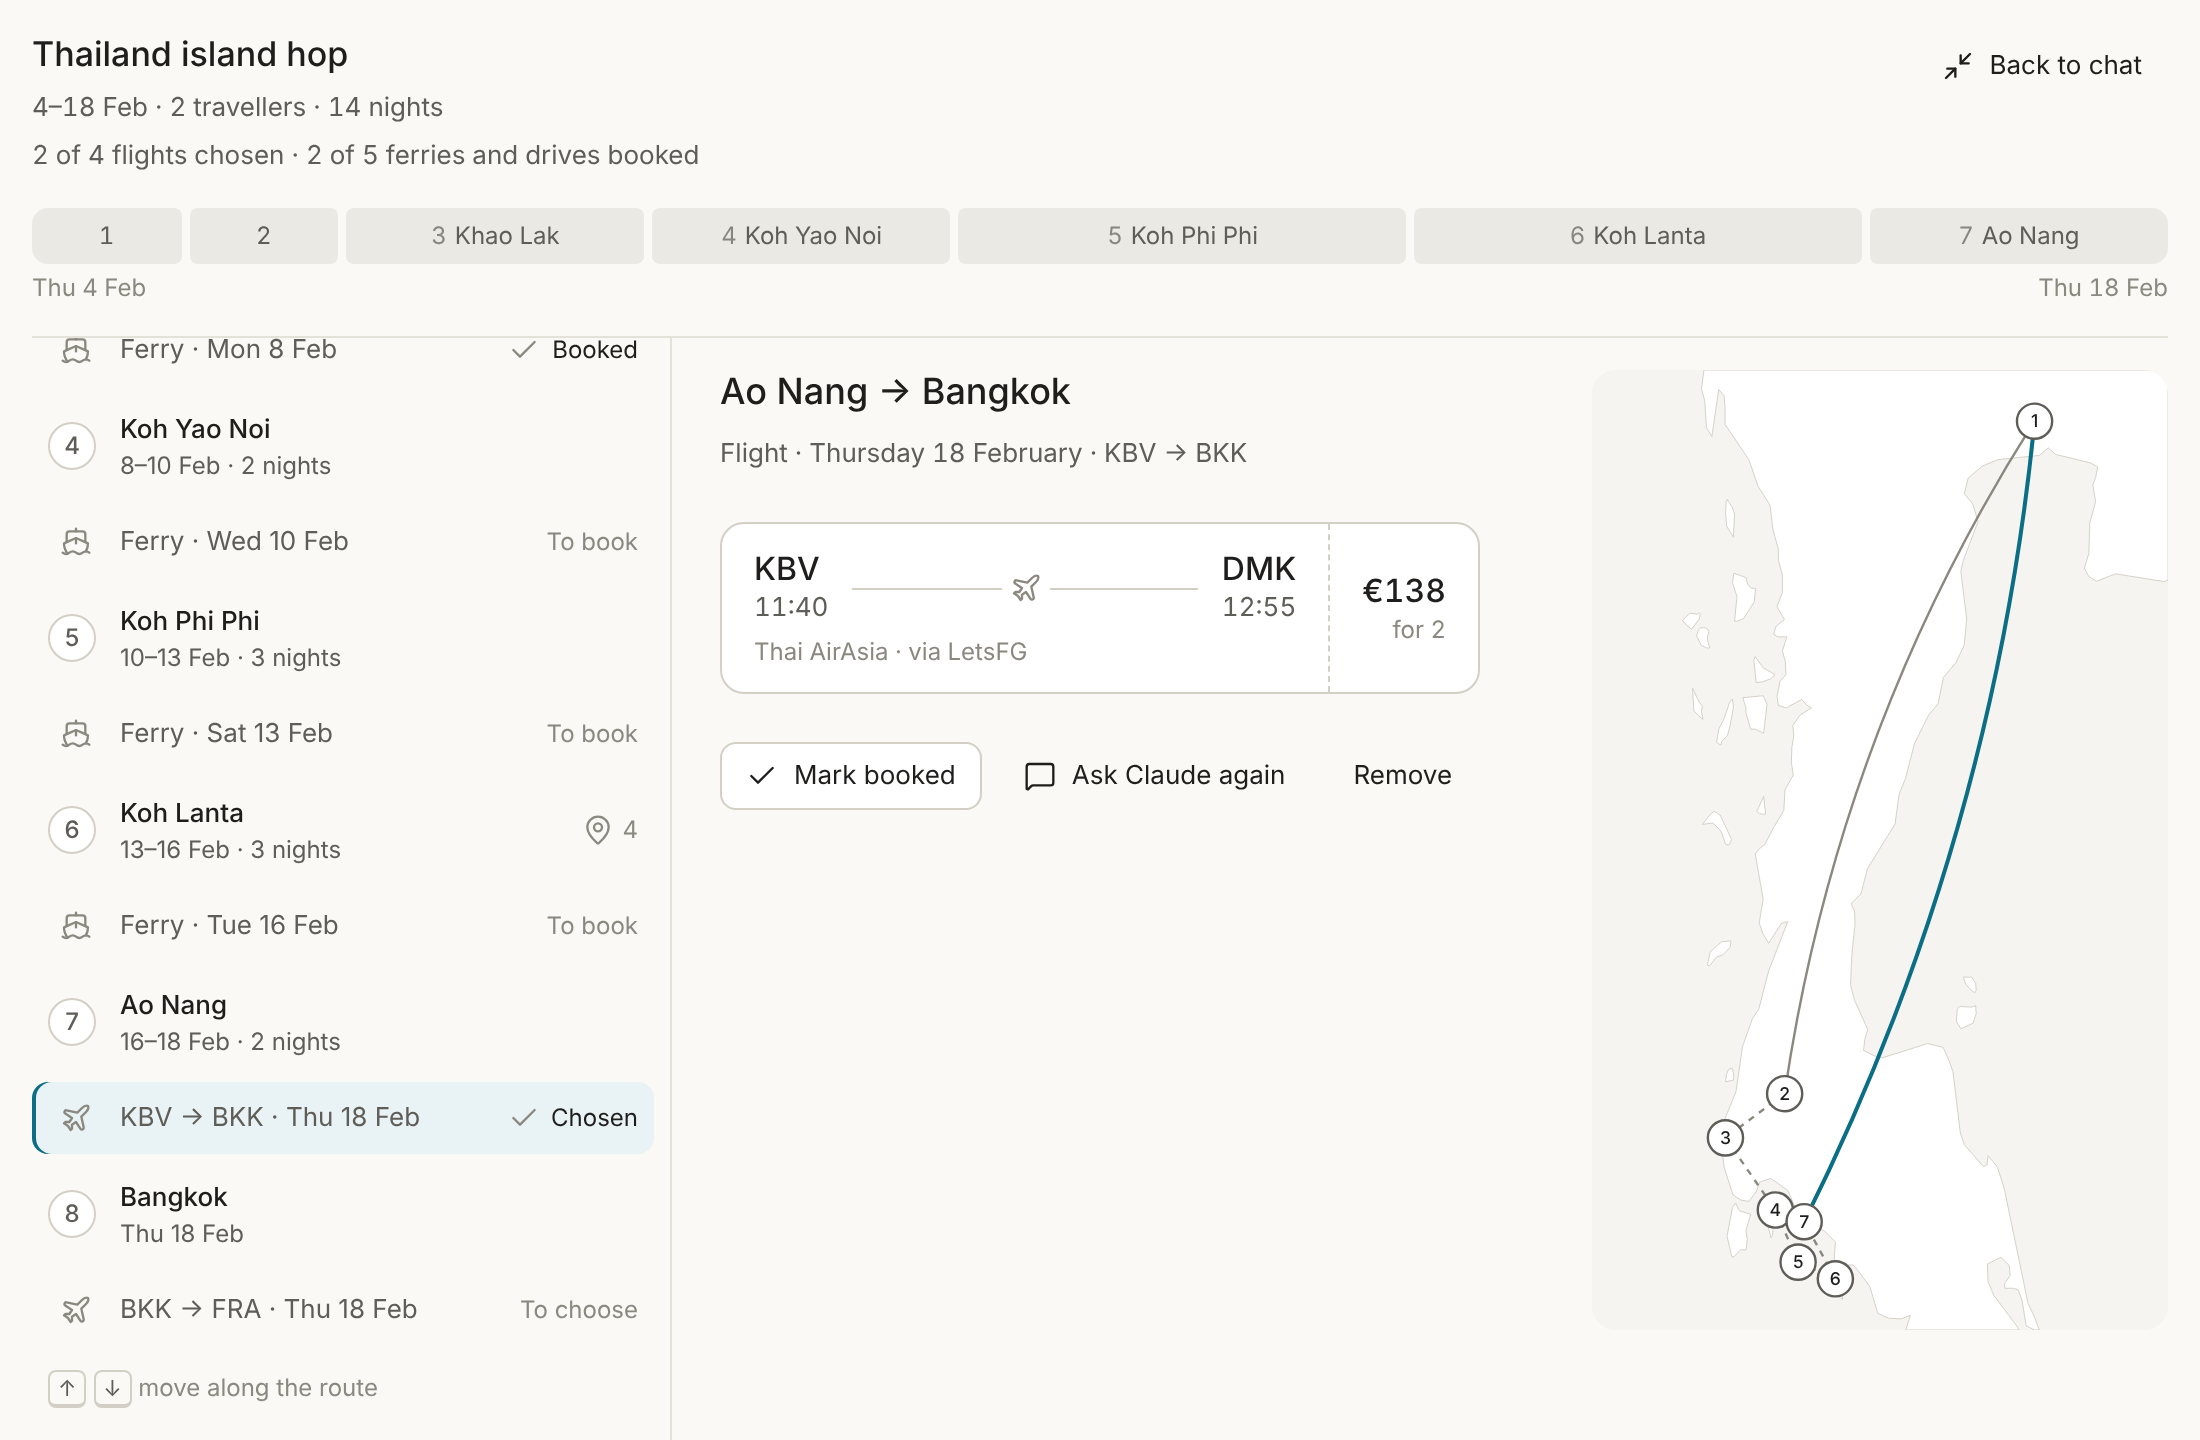 Thailand island hop
4–18 Feb · 2 travellers · 14 nights
2 of 4 flights chosen · 2 of 5 ferries and drives booked
Back to chat
1
2
3 Khao Lak
4 Koh Yao Noi
5 Koh Phi Phi
6 Koh Lanta
7 Ao Nang
Thu 4 Feb
Thu 18 Feb
Ferry · Mon 8 Feb
Booked
4
Koh Yao Noi
8–10 Feb · 2 nights
Ferry · Wed 10 Feb
To book
5
Koh Phi Phi
10–13 Feb · 3 nights
Ferry · Sat 13 Feb
To book
6
Koh Lanta
13–16 Feb · 3 nights
4
Ferry · Tue 16 Feb
To book
7
Ao Nang
16–18 Feb · 2 nights
KBV → BKK · Thu 18 Feb
Chosen
8
Bangkok
Thu 18 Feb
BKK → FRA · Thu 18 Feb
To choose
↑ ↓ move along the route
Ao Nang → Bangkok
Flight · Thursday 18 February · KBV → BKK
KBV
11:40
DMK
12:55
Thai AirAsia · via LetsFG
€138
for 2
Mark booked
Ask Claude again
Remove
1
2
3
4
7
5
6